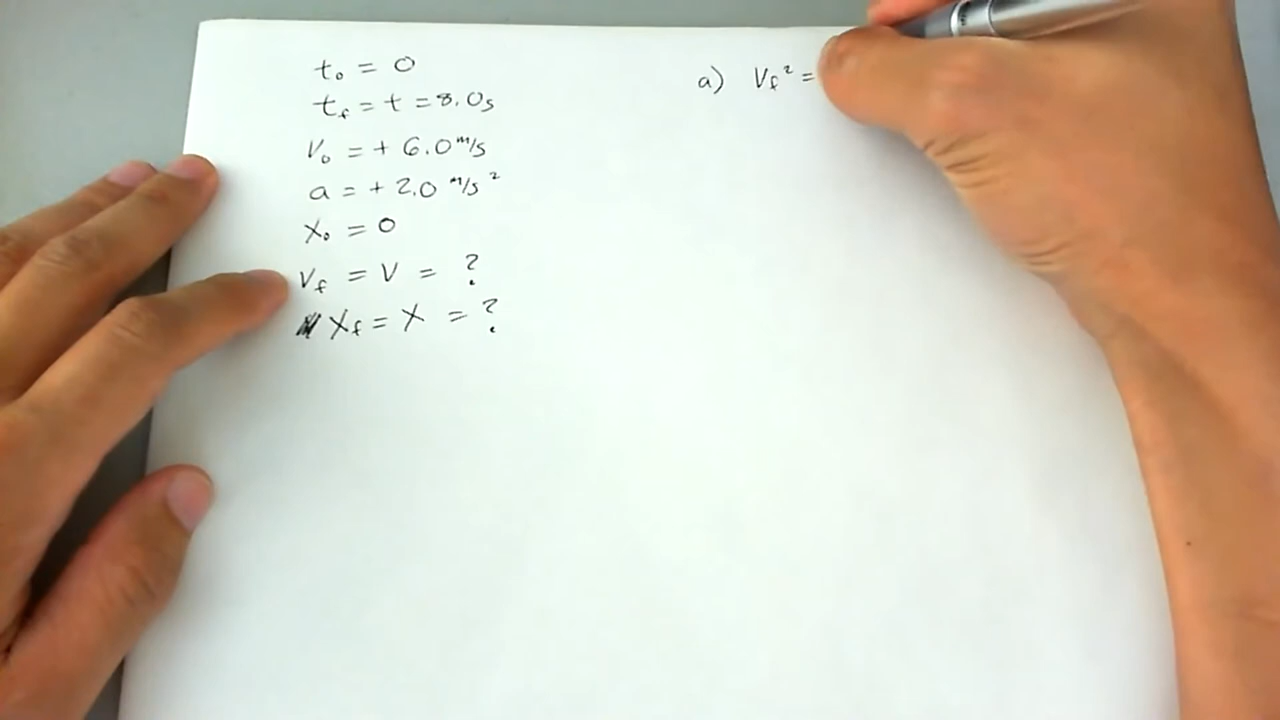 t₀ = 0
t_f = t = 8.0s
V₀ = + 6.0 m/s
a = + 2.0 m/s²
X₀ = 0
V_f = V = ?
X_f = X = ?
a) V_f² =